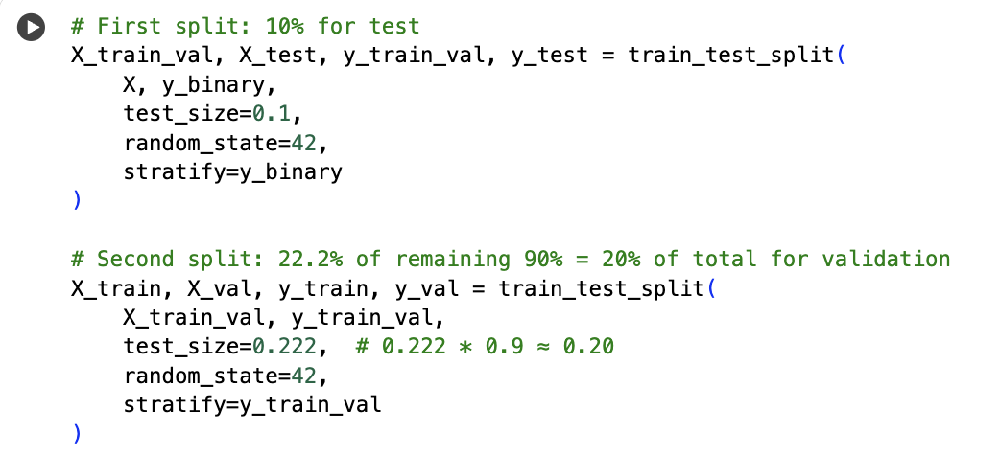 # First split: 10% for test
X_train_val, X_test, y_train_val, y_test = train_test_split(
    X, y_binary,
    test_size=0.1,
    random_state=42,
    stratify=y_binary
)

# Second split: 22.2% of remaining 90% = 20% of total for validation
X_train, X_val, y_train, y_val = train_test_split(
    X_train_val, y_train_val,
    test_size=0.222,  # 0.222 * 0.9 ≈ 0.20
    random_state=42,
    stratify=y_train_val
)